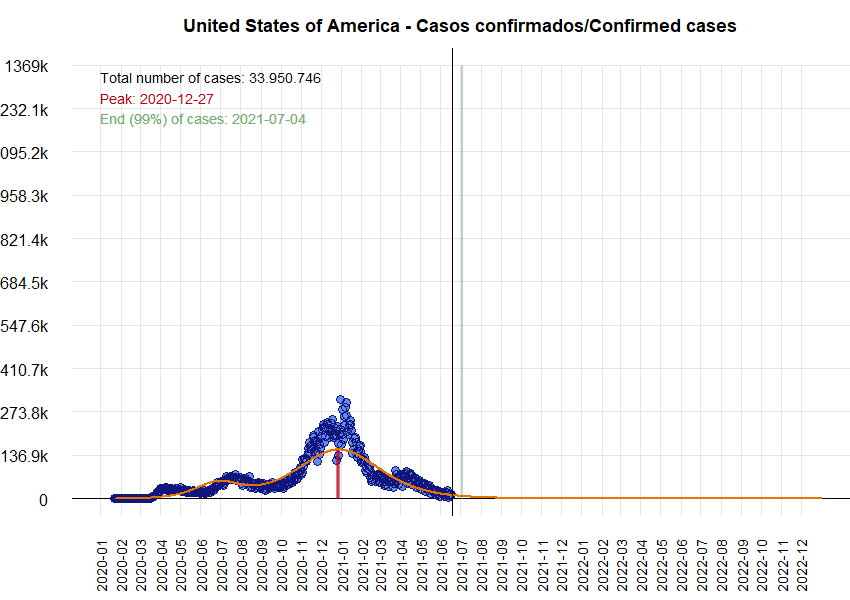 United States of America - Casos confirmados/Confirmed cases
Total number of cases: 33.950.746
Peak: 2020-12-27
End (99%) of cases: 2021-07-04
1369k
232.1k
095.2k
958.3k
821.4k
684.5k
547.6k
410.7k
273.8k
136.9k
0
2020-01
2020-02
2020-03
2020-04
2020-05
2020-06
2020-07
2020-08
2020-09
2020-10
2020-11
2020-12
2021-01
2021-02
2021-03
2021-04
2021-05
2021-06
2021-07
2021-08
2021-09
2021-10
2021-11
2021-12
2022-01
2022-02
2022-03
2022-04
2022-05
2022-06
2022-07
2022-08
2022-09
2022-10
2022-11
2022-12